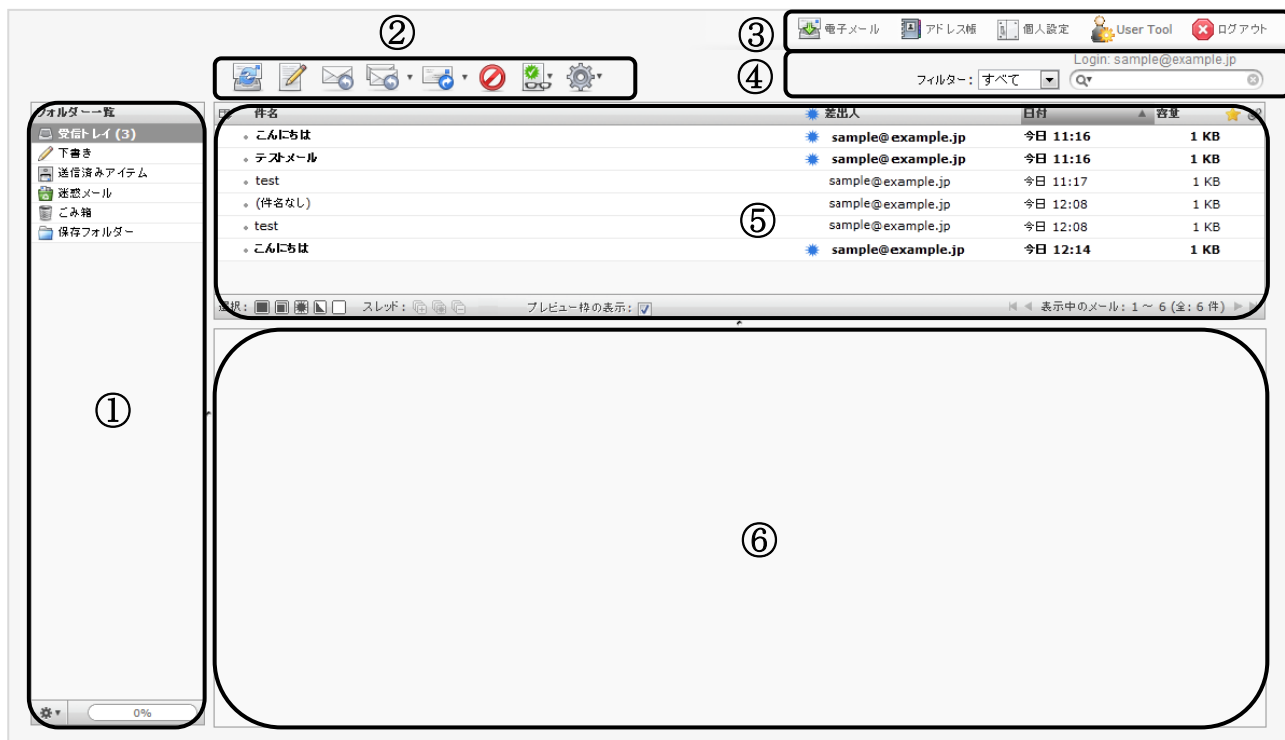 ③ 電子メール アドレス帳 個人設定 User Tool ログアウト
②
④ Login: sample@example.jp
フィルター: すべて
フォルダー一覧
受信トレイ (3)
下書き
送信済みアイテム
迷惑メール
ごみ箱
保存フォルダー
①
0%
件名 差出人 日付 容量
こんにちは sample@example.jp 今日 11:16 1 KB
テストメール sample@example.jp 今日 11:16 1 KB
test sample@example.jp 今日 11:17 1 KB
(件名なし) sample@example.jp 今日 12:08 1 KB
⑤
test sample@example.jp 今日 12:08 1 KB
こんにちは sample@example.jp 今日 12:14 1 KB
選択: スレッド: プレビュー枠の表示: 表示中のメール: 1 ～ 6 (全: 6 件)
⑥